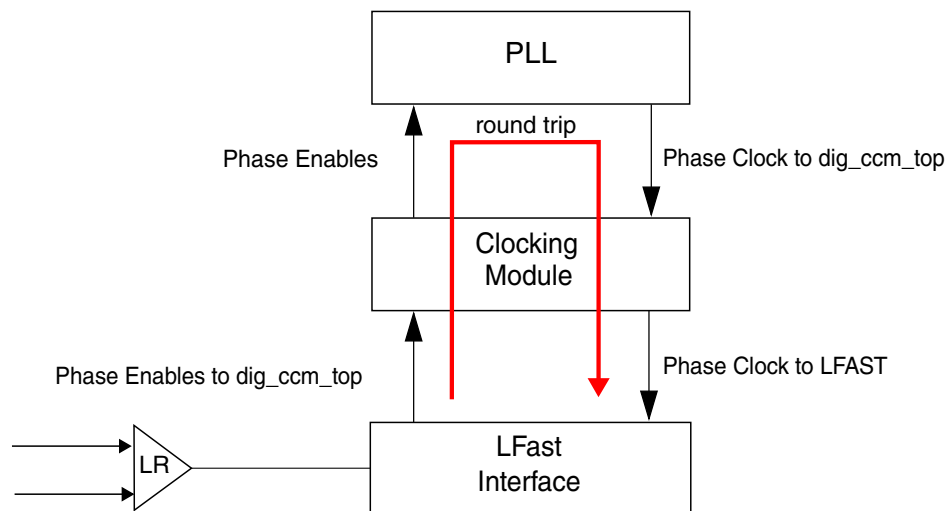 PLL
round trip
Phase Enables
Phase Clock to dig_ccm_top
Clocking
Module
Phase Enables to dig_ccm_top
Phase Clock to LFAST
LR
LFast
Interface